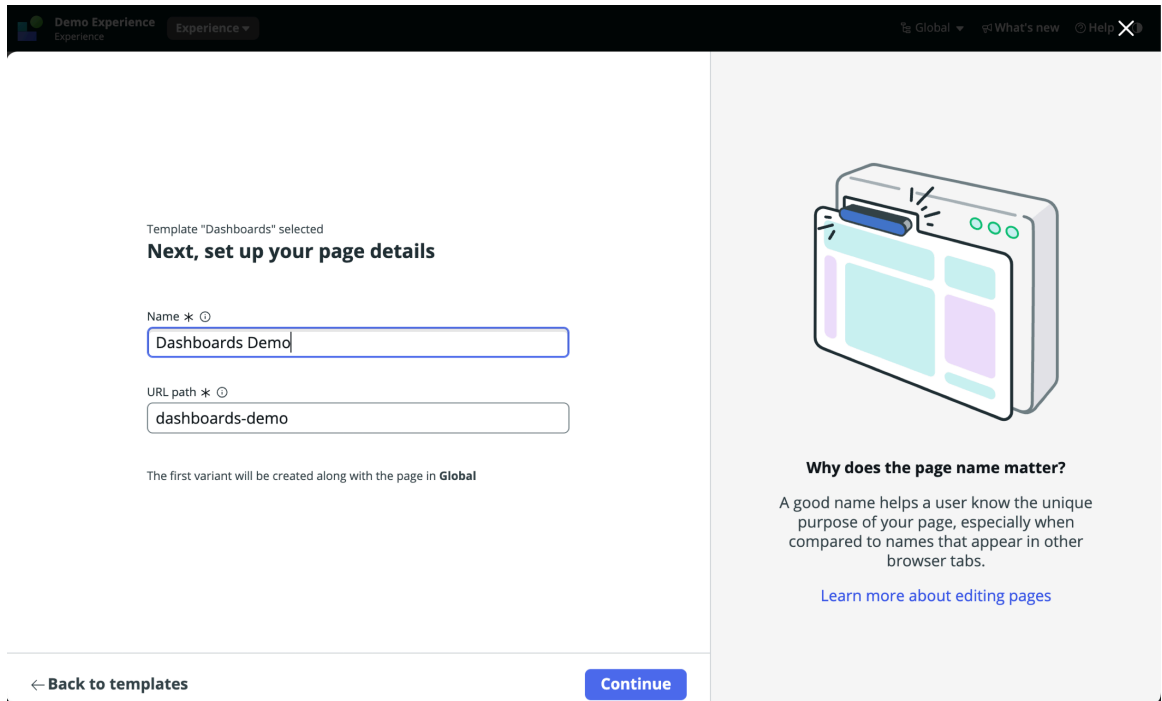 Demo Experience
Experience
Experience
Global
What's new
Help
Template "Dashboards" selected
Next, set up your page details
Name *
Dashboards Demo
URL path *
dashboards-demo
The first variant will be created along with the page in Global
Why does the page name matter?
A good name helps a user know the unique
purpose of your page, especially when
compared to names that appear in other
browser tabs.
Learn more about editing pages
Back to templates
Continue